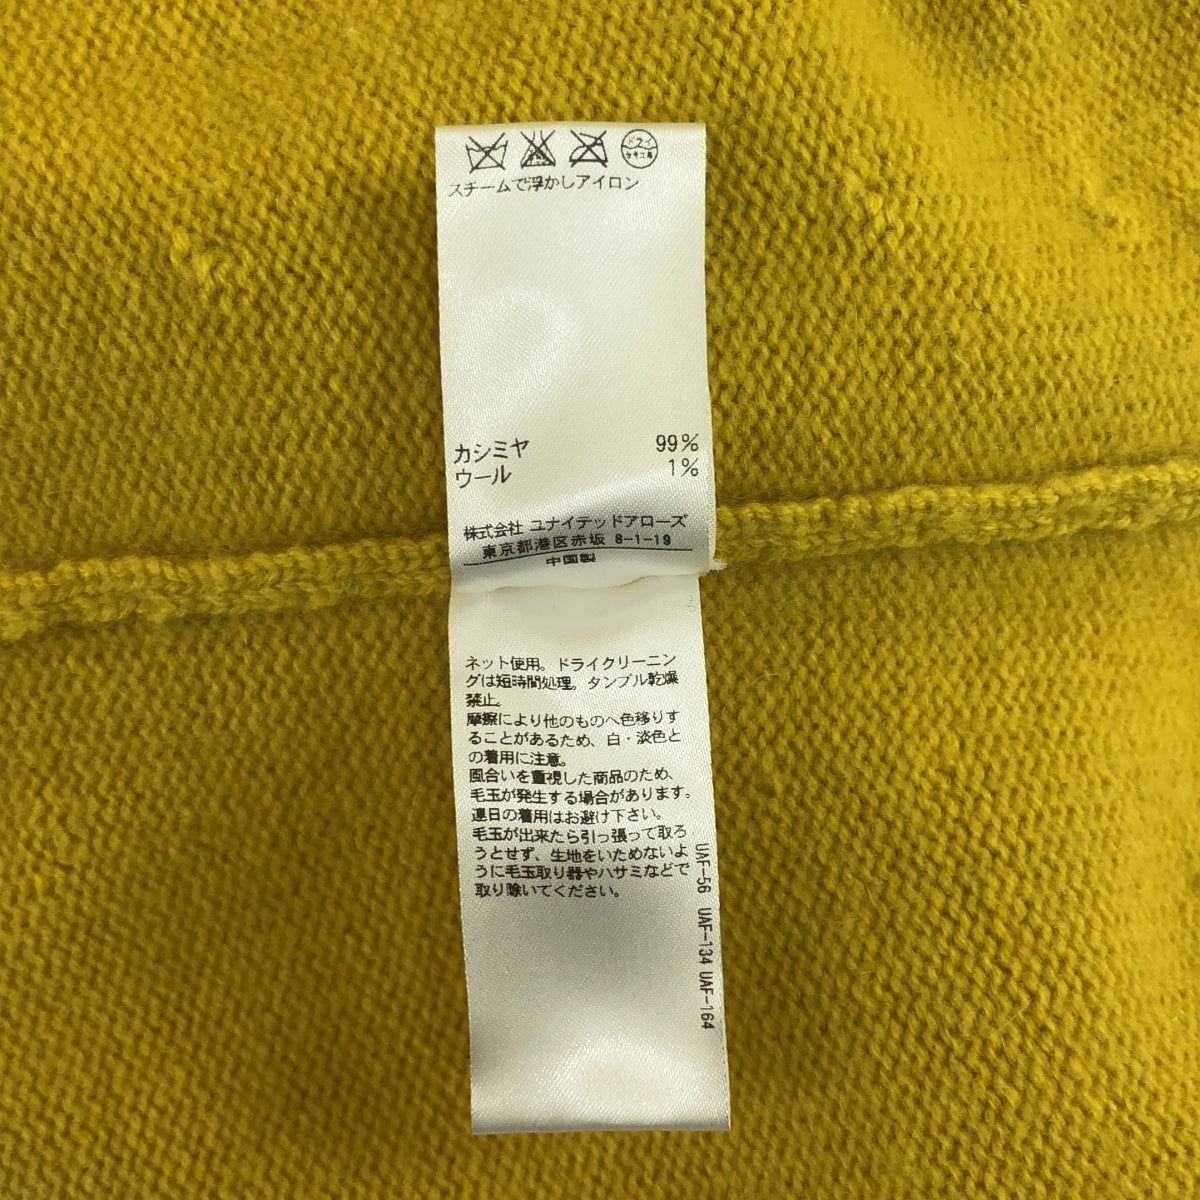 スチームで浮かしアイロン
カシミヤ 99%
ウール 1%
株式会社 ユナイテッドアローズ
東京都港区赤坂 8-1-19
中国製
ネット使用。ドライクリーニン
グは短時間処理。タンブル乾燥
禁止。
摩擦により他のものへ色移りす
ることがあるため、白・淡色と
の着用に注意。
風合いを重視した商品のため、
毛玉が発生する場合があります。
連日の着用はお避け下さい。
毛玉が出来たら引っ張って取ろ
うとせず、生地をいためないよ
うに毛玉取り器やハサミなどで
取り除いてください。
UAF-56 UAF-134 UAF-164